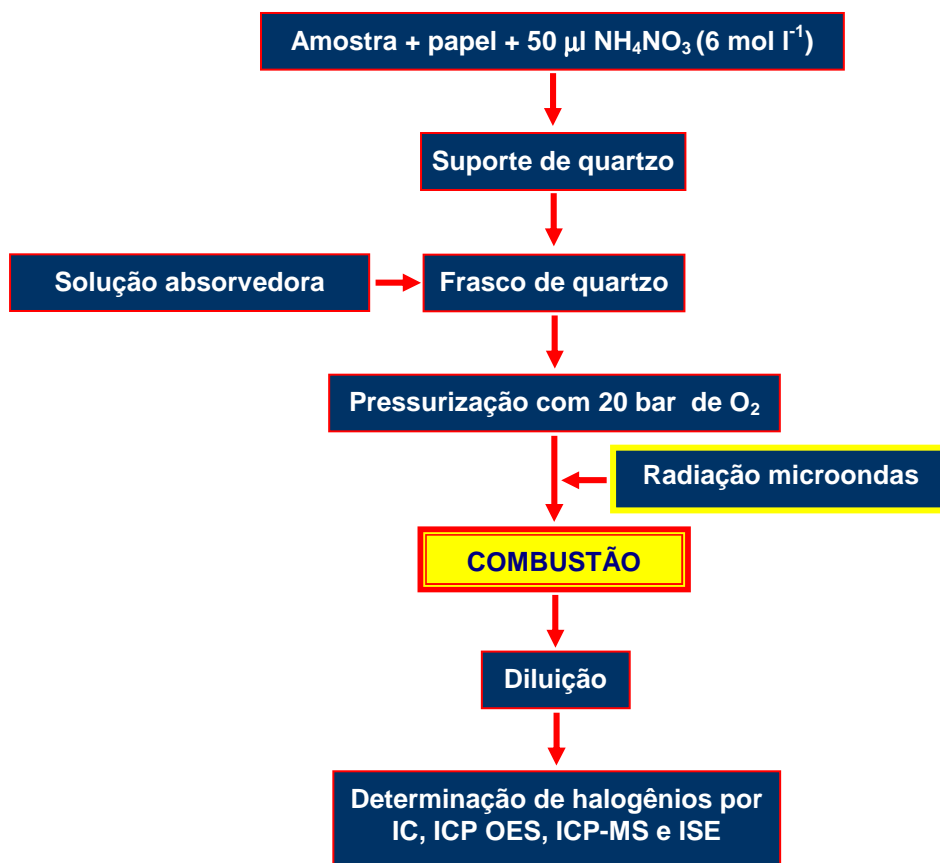 Amostra + papel + 50 µl NH₄NO₃ (6 mol l⁻¹)
Suporte de quartzo
Solução absorvedora
Frasco de quartzo
Pressurização com 20 bar de O₂
Radiação microondas
COMBUSTÃO
Diluição
Determinação de halogênios por
IC, ICP OES, ICP-MS e ISE